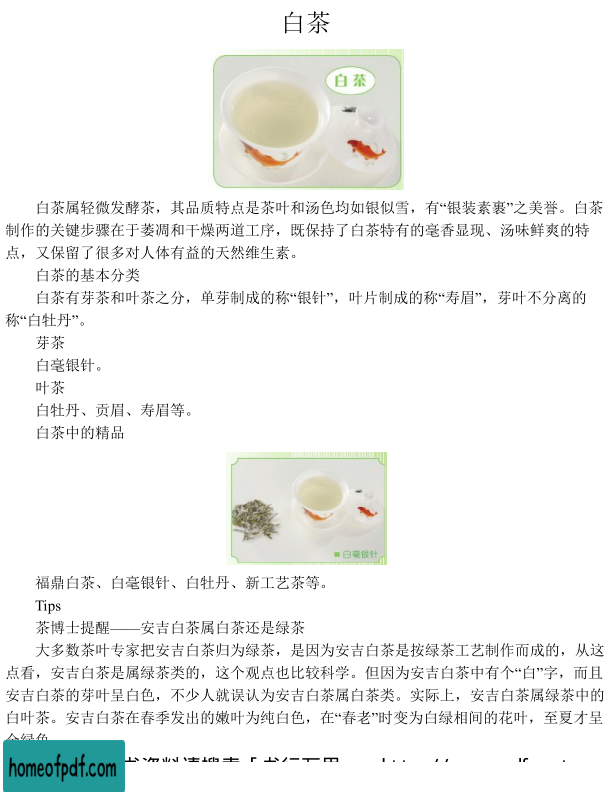 白茶
白茶
白茶属轻微发酵茶，其品质特点是茶叶和汤色均如银似雪，有“银装素裹”之美誉。白茶
制作的关键步骤在于萎凋和干燥两道工序，既保持了白茶特有的毫香显现、汤味鲜爽的特
点，又保留了很多对人体有益的天然维生素。
白茶的基本分类
白茶有芽茶和叶茶之分，单芽制成的称“银针”，叶片制成的称“寿眉”，芽叶不分离的
称“白牡丹”。
芽茶
白毫银针。
叶茶
白牡丹、贡眉、寿眉等。
白茶中的精品
白毫银针
福鼎白茶、白毫银针、白牡丹、新工艺茶等。
Tips
茶博士提醒——安吉白茶属白茶还是绿茶
大多数茶叶专家把安吉白茶归为绿茶，是因为安吉白茶是按绿茶工艺制作而成的，从这
点看，安吉白茶是属绿茶类的，这个观点也比较科学。但因为安吉白茶中有个“白”字，而且
安吉白茶的芽叶呈白色，不少人就误认为安吉白茶属白茶类。实际上，安吉白茶属绿茶中的
白叶茶。安吉白茶在春季发出的嫩叶为纯白色，在“春老”时变为白绿相间的花叶，至夏才呈
全绿色
homeofpdf.com